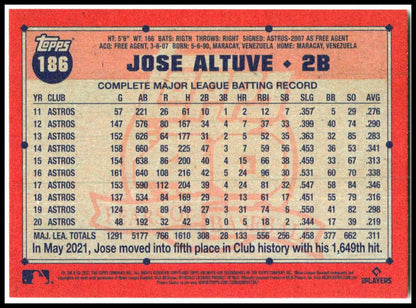 Topps
186
HT: 5'6" WT: 166 BATS: RIGTH THROWS: RIGHT SIGNED: ASTROS-2007 AS FREE AGENT
ACQ: FREE AGENT, 3-6-07 BORN: 5-6-90, MARACAY, VENEZUELA HOME: MARACAY, VENEZUELA
JOSE ALTUVE • 2B
COMPLETE MAJOR LEAGUE BATTING RECORD
YR CLUB G AB R H 2B 3B HR RBI SB SLG BB SO AVG
11 ASTROS 57 221 26 61 10 1 2 12 7 .357 5 29 .276
12 ASTROS 147 576 80 167 34 4 7 37 33 .399 40 74 .290
13 ASTROS 152 626 64 177 31 2 5 52 35 .363 32 85 .283
14 ASTROS 158 660 85 225 47 3 7 59 56 .453 36 53 .341
15 ASTROS 154 638 86 200 40 4 15 66 38 .459 33 67 .313
16 ASTROS 161 640 108 216 42 5 24 96 30 .531 60 70 .338
17 ASTROS 153 590 112 204 39 4 24 81 32 .547 58 84 .346
18 ASTROS 137 534 84 169 29 2 13 61 17 .451 55 79 .316
19 ASTROS 124 500 89 149 27 3 31 74 6 .550 41 82 .298
20 ASTROS 48 192 32 42 9 0 5 18 2 .344 17 39 .219
MAJ. LEA. TOTALS 1291 5177 766 1610 308 28 133 556 256 .458 377 662 .311
In May 2021, Jose moved into fifth place in Club history with his 1,649th hit.
MLB
PLAYERS